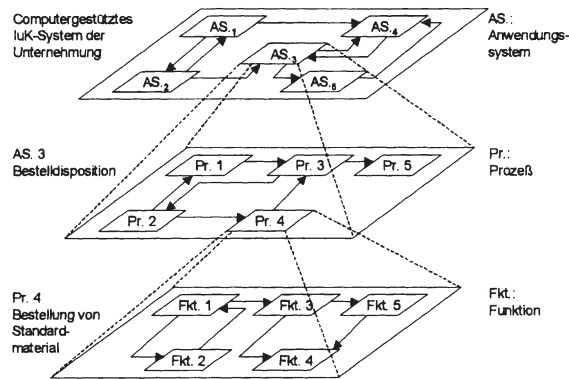 Computergestütztes
IuK-System der
Unternehmung
AS.1
AS.4
AS.3
AS.2
AS.5
AS.:
Anwendungs-
system
AS. 3
Bestelldisposition
Pr. 1
Pr. 3
Pr. 5
Pr. 2
Pr. 4
Pr.:
Prozeß
Pr. 4
Bestellung von
Standard-
material
Fkt. 1
Fkt. 3
Fkt. 5
Fkt. 2
Fkt. 4
Fkt.:
Funktion